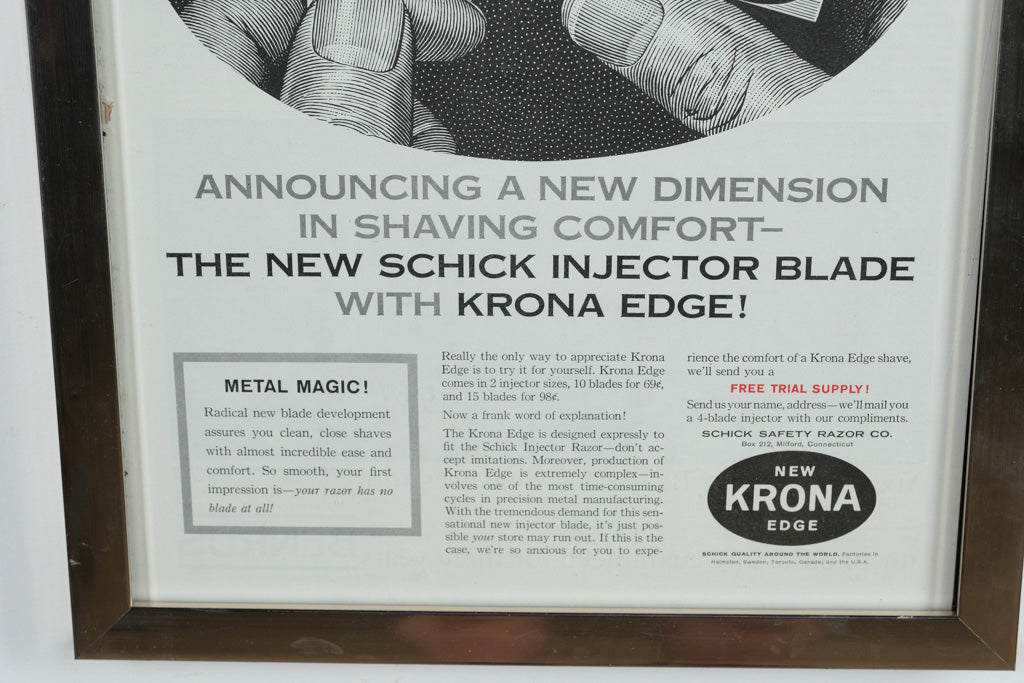 ANNOUNCING A NEW DIMENSION
IN SHAVING COMFORT—
THE NEW SCHICK INJECTOR BLADE
WITH KRONA EDGE!
METAL MAGIC!
Radical new blade development
assures you clean, close shaves
with almost incredible ease and
comfort. So smooth, your first
impression is—your razor has no
blade at all!
Really the only way to appreciate Krona
Edge is to try it for yourself. Krona Edge
comes in 2 injector sizes, 10 blades for 69¢,
and 15 blades for 98¢.
Now a frank word of explanation!
The Krona Edge is designed expressly to
fit the Schick Injector Razor—don't ac-
cept imitations. Moreover, production of
Krona Edge is extremely complex—in-
volves one of the most time-consuming
cycles in precision metal manufacturing.
With the tremendous demand for this sen-
sational new injector blade, it's just pos-
sible your store may run out. If this is the
case, we're so anxious for you to expe-
rience the comfort of a Krona Edge shave,
we'll send you a
FREE TRIAL SUPPLY!
Send us your name, address—we'll mail you
a 4-blade injector with our compliments.
SCHICK SAFETY RAZOR CO.
Box 212, Milford, Connecticut
NEW
KRONA
EDGE
SCHICK QUALITY AROUND THE WORLD. Factories in
Halmstad, Sweden; Toronto, Canada; and the U.S.A.